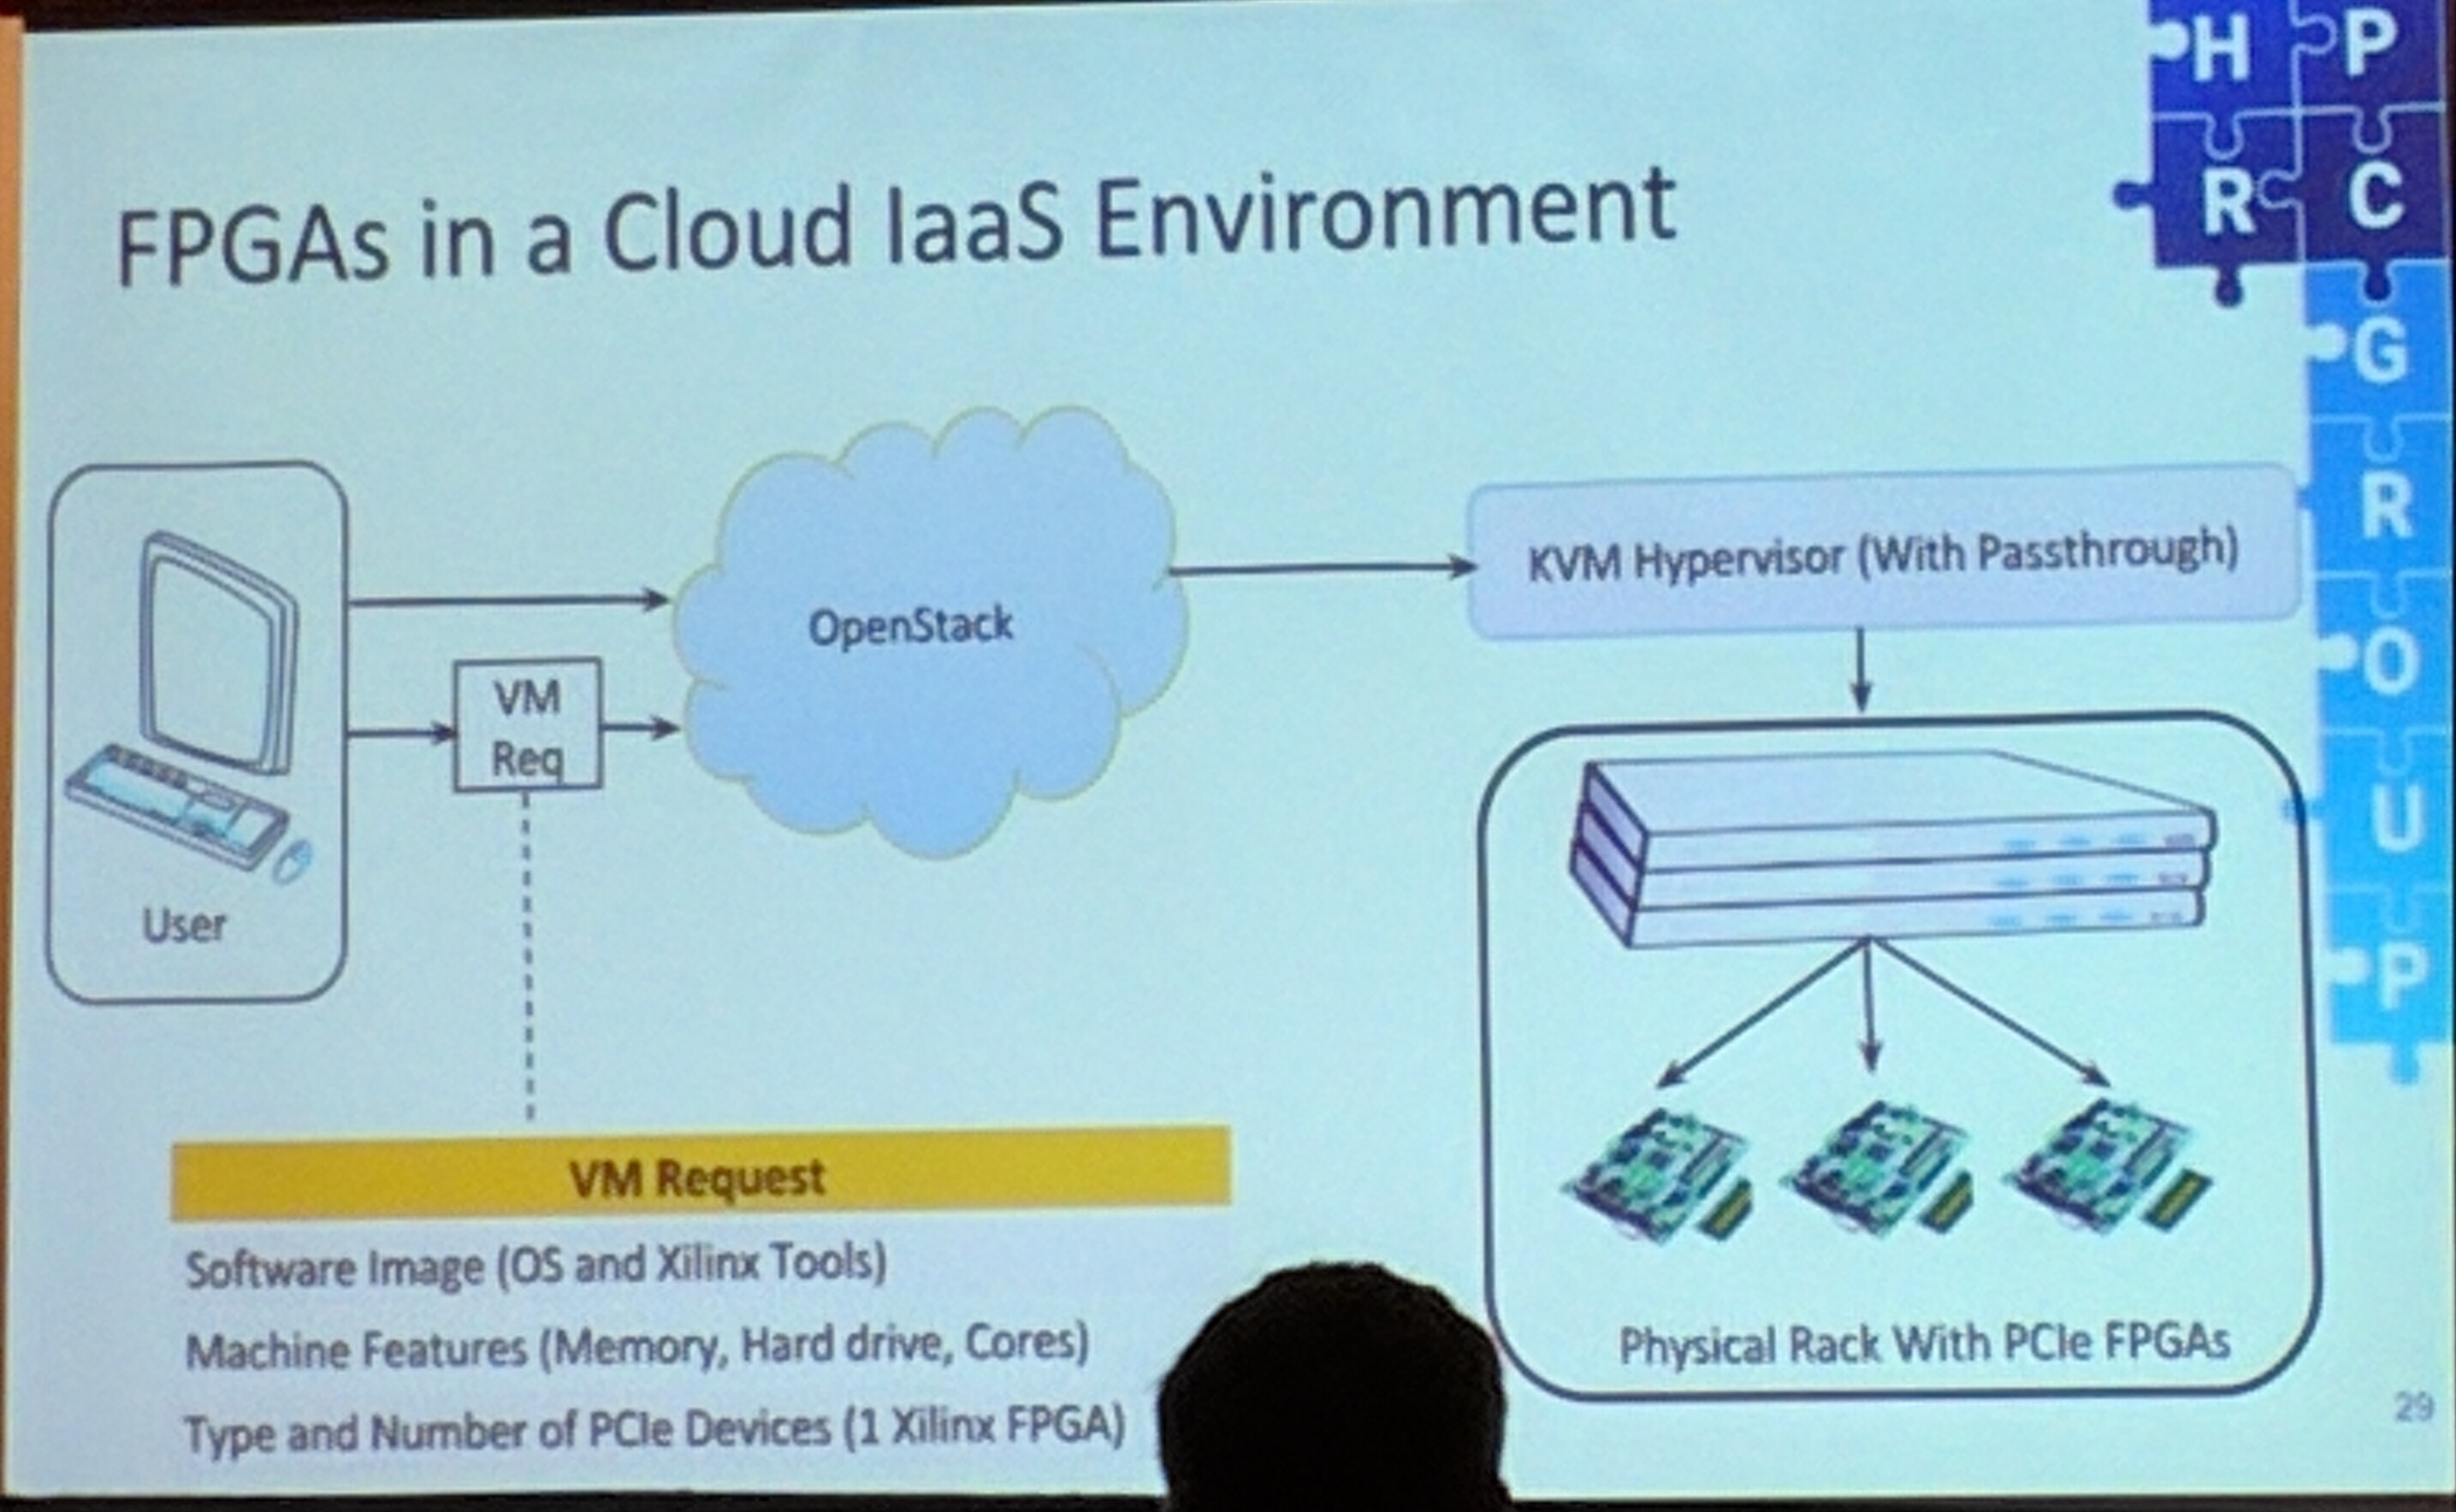 H P
R C
G
R
O
U
P
FPGAs in a Cloud IaaS Environment
OpenStack
KVM Hypervisor (With Passthrough)
VM
Req
User
VM Request
Software Image (OS and Xilinx Tools)
Machine Features (Memory, Hard drive, Cores)
Type and Number of PCIe Devices (1 Xilinx FPGA)
Physical Rack With PCIe FPGAs
29